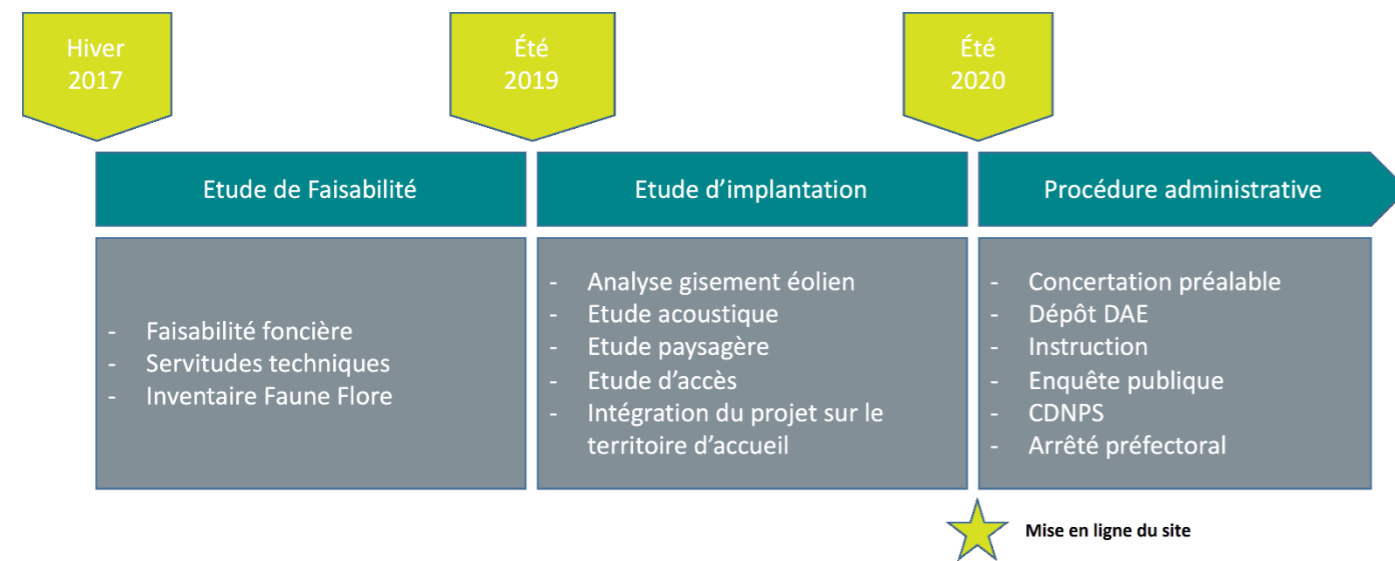 Hiver
2017
Été
2019
Été
2020
Etude de Faisabilité
Etude d'implantation
Procédure administrative
- Faisabilité foncière
- Servitudes techniques
- Inventaire Faune Flore
- Analyse gisement éolien
- Etude acoustique
- Etude paysagère
- Etude d'accès
- Intégration du projet sur le
territoire d'accueil
- Concertation préalable
- Dépôt DAE
- Instruction
- Enquête publique
- CDNPS
- Arrêté préfectoral
Mise en ligne du site